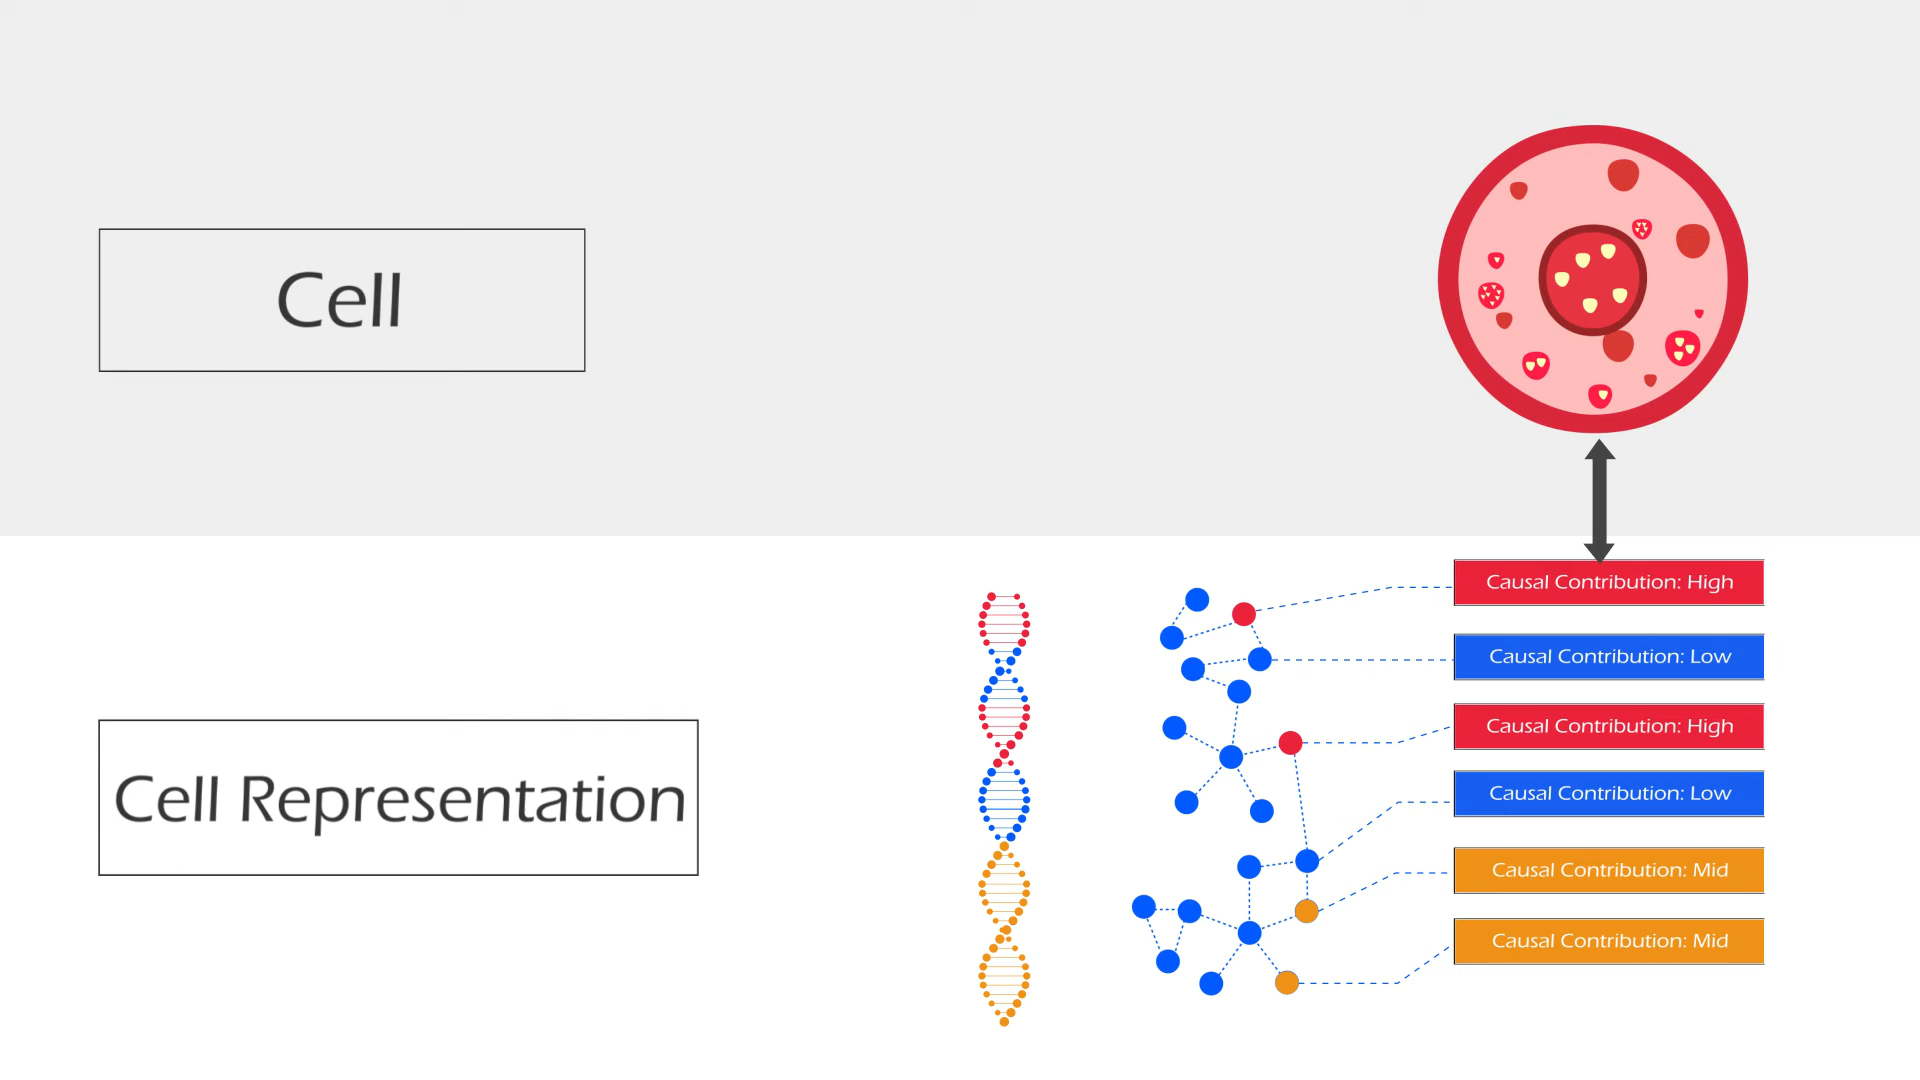 Cell
Cell Representation
Causal Contribution: High
Causal Contribution: Low
Causal Contribution: High
Causal Contribution: Low
Causal Contribution: Mid
Causal Contribution: Mid